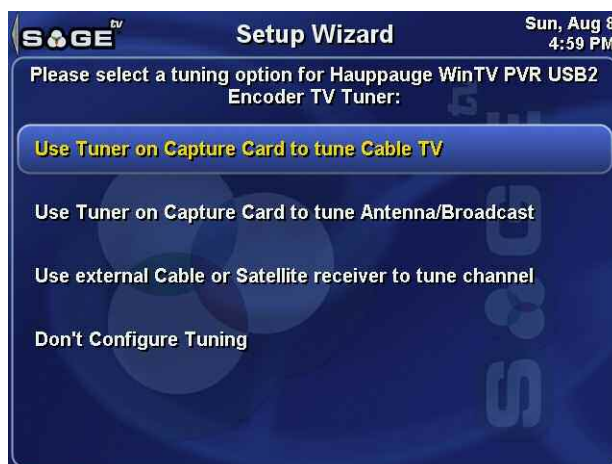 SAGE tv
Setup Wizard
Sun, Aug 8
4:59 PM
Please select a tuning option for Hauppauge WinTV PVR USB2
Encoder TV Tuner:
Use Tuner on Capture Card to tune Cable TV
Use Tuner on Capture Card to tune Antenna/Broadcast
Use external Cable or Satellite receiver to tune channel
Don't Configure Tuning
SAGE tv